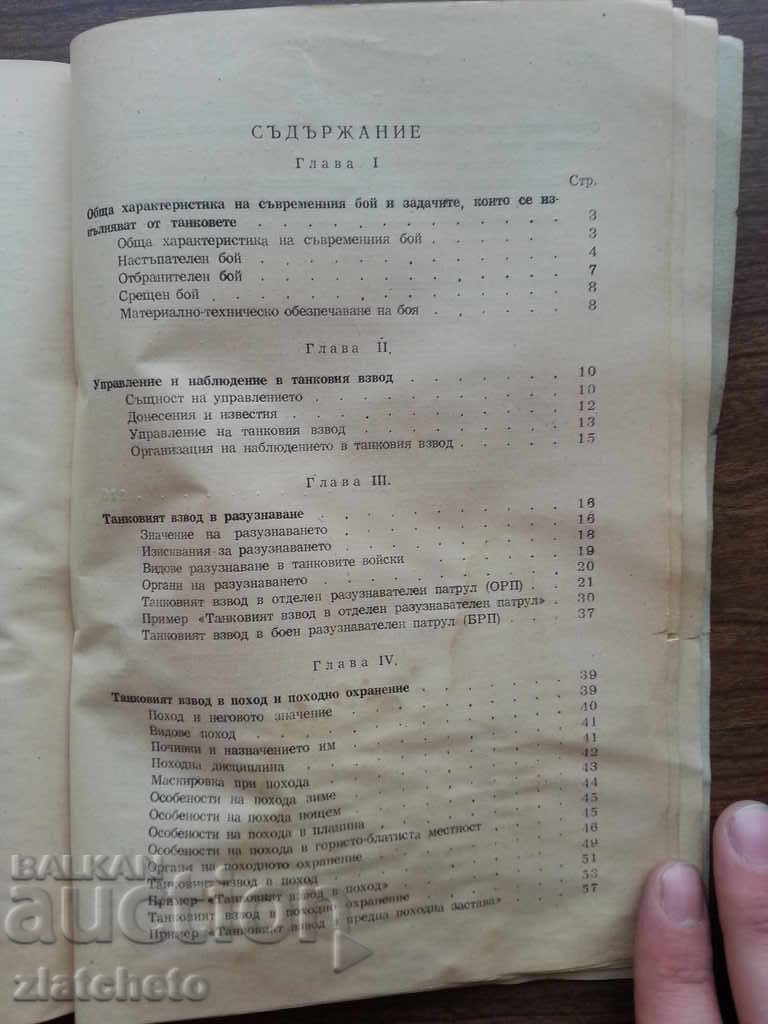 СЪДЪРЖАНИЕ
Глава I
Стр.
Обща характеристика на съвременния бой и задачите, които се из-
пълняват от танковете . . . . . . . . . . . . . 3
Обща характеристика на съвременния бой . . . . . 3
Настъпателен бой . . . . . . . . . . . . 4
Отбранителен бой . . . . . . . . . . . . 7
Срещен бой . . . . . . . . . . . . . 8
Материално-техническо обезпечаване на боя . . . . . 8
Глава II.
Управление и наблюдение в танковия взвод . . . . . . . 10
Същност на управлението . . . . . . . . . 10
Донесения и известия . . . . . . . . . . 12
Управление на танковия взвод . . . . . . . 13
Организация на наблюдението в танковия взвод . . . . 15
Глава III.
Танковият взвод в разузнаване . . . . . . . . . . 16
Значение на разузнаването . . . . . . . . 16
Изисквания за разузнаването . . . . . . . . 18
Видове разузнаване в танковите войски . . . . . 19
Органи на разузнаването . . . . . . . . . 20
Танковият взвод в отделен разузнавателен патрул (ОРП) . . 21
Пример «Танковият взвод в отделен разузнавателен патрул» . 30
Танковият взвод в боен разузнавателен патрул (БРП) . . . 37
Глава IV.
Танковият взвод в поход и походно охранение . . . . . . 39
Поход и неговото значение . . . . . . . . 39
Видове поход . . . . . . . . . . . . 40
Почивки и назначението им . . . . . . . . 41
Походна дисциплина . . . . . . . . . . 41
Маскировка при похода . . . . . . . . . 42
Особености на похода зиме . . . . . . . . 43
Особености на похода нощем . . . . . . . . 44
Особености на похода в планина . . . . . . . 45
Особености на похода в гористо-блатиста местност . . . 45
Органи на походното охранение . . . . . . . 46
Танковият взвод в поход . . . . . . . . . 49
Пример «Танковият взвод в поход» . . . . . . 51
Танковият взвод в походно охранение . . . . . . 53
Пример «Танковият взвод в предна походна застава» . . . 57
BALKAN
auction
zlatcheto